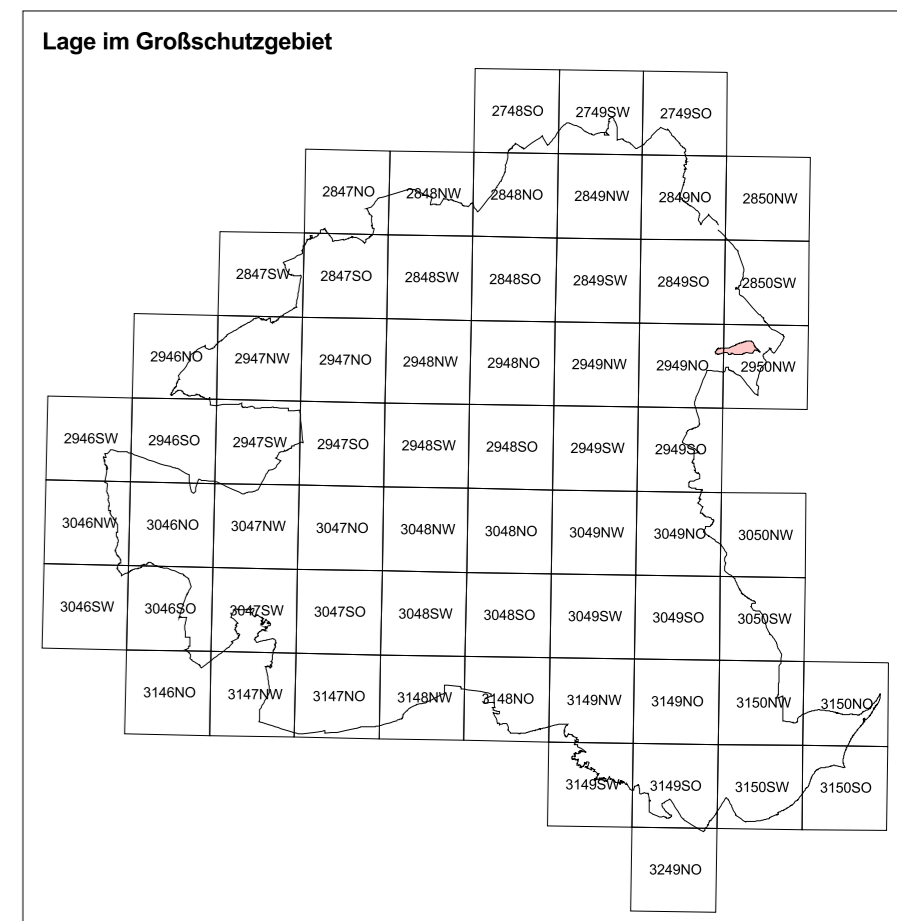 Lage im Großschutzgebiet
2748SO 2749SW 2749SO
2847NO 2848NW 2848NO 2849NW 2849NO 2850NW
2847SW 2847SO 2848SW 2848SO 2849SW 2849SO 2850SW
2946NO 2947NW 2947NO 2948NW 2948NO 2949NW 2949NO 2950NW
2946SW 2946SO 2947SW 2947SO 2948SW 2948SO 2949SW 2949SO
3046NW 3046NO 3047NW 3047NO 3048NW 3048NO 3049NW 3049NO 3050NW
3046SW 3046SO 3047SW 3047SO 3048SW 3048SO 3049SW 3049SO 3050SW
3146NO 3147NW 3147NO 3148NW 3148NO 3149NW 3149NO 3150NW 3150NO
3149SW 3149SO 3150SW 3150SO
3249NO